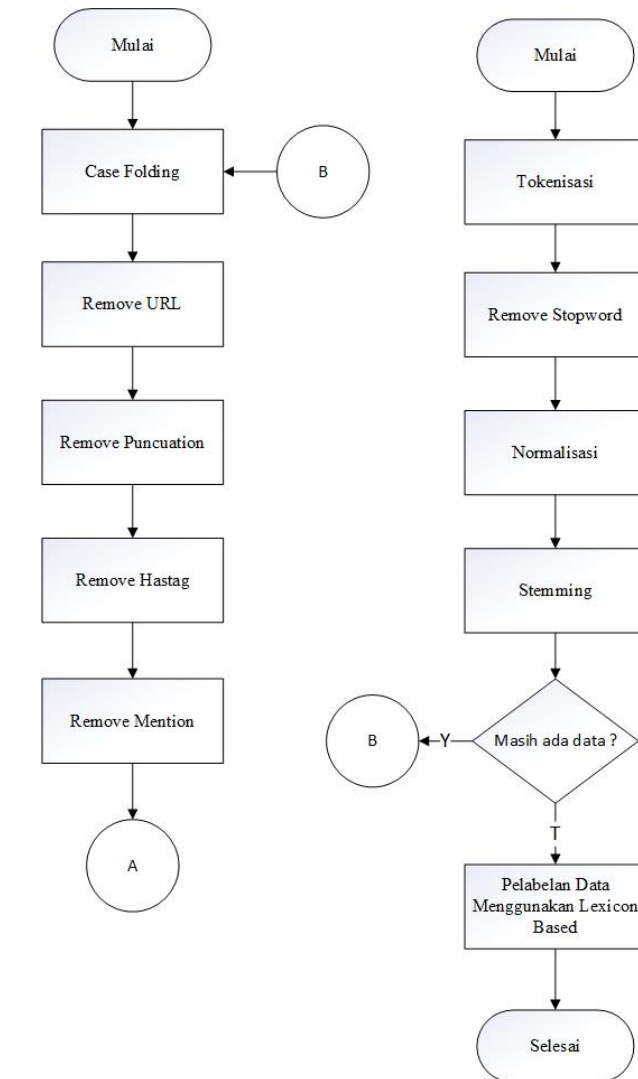 Mulai
Case Folding
B
Remove URL
Remove Puncuation
Remove Hastag
Remove Mention
A
Mulai
Tokenisasi
Remove Stopword
Normalisasi
Stemming
Masih ada data ?
Y
B
T
Pelabelan Data
Menggunakan Lexicon
Based
Selesai